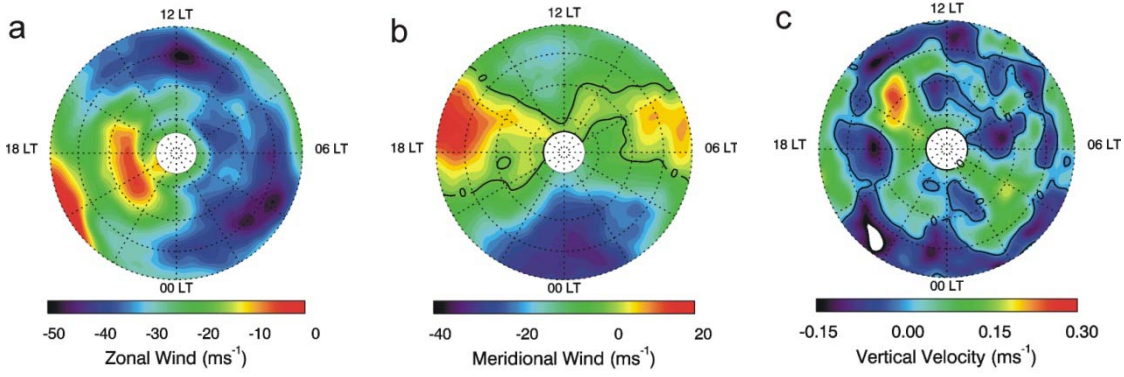 a
12 LT
18 LT
06 LT
00 LT
-50 -40 -30 -20 -10 0
Zonal Wind (ms⁻¹)
b
12 LT
18 LT
06 LT
00 LT
0
0
0
0
-40 -20 0 20
Meridional Wind (ms⁻¹)
c
12 LT
18 LT
06 LT
00 LT
-0.15 0.00 0.15 0.30
Vertical Velocity (ms⁻¹)